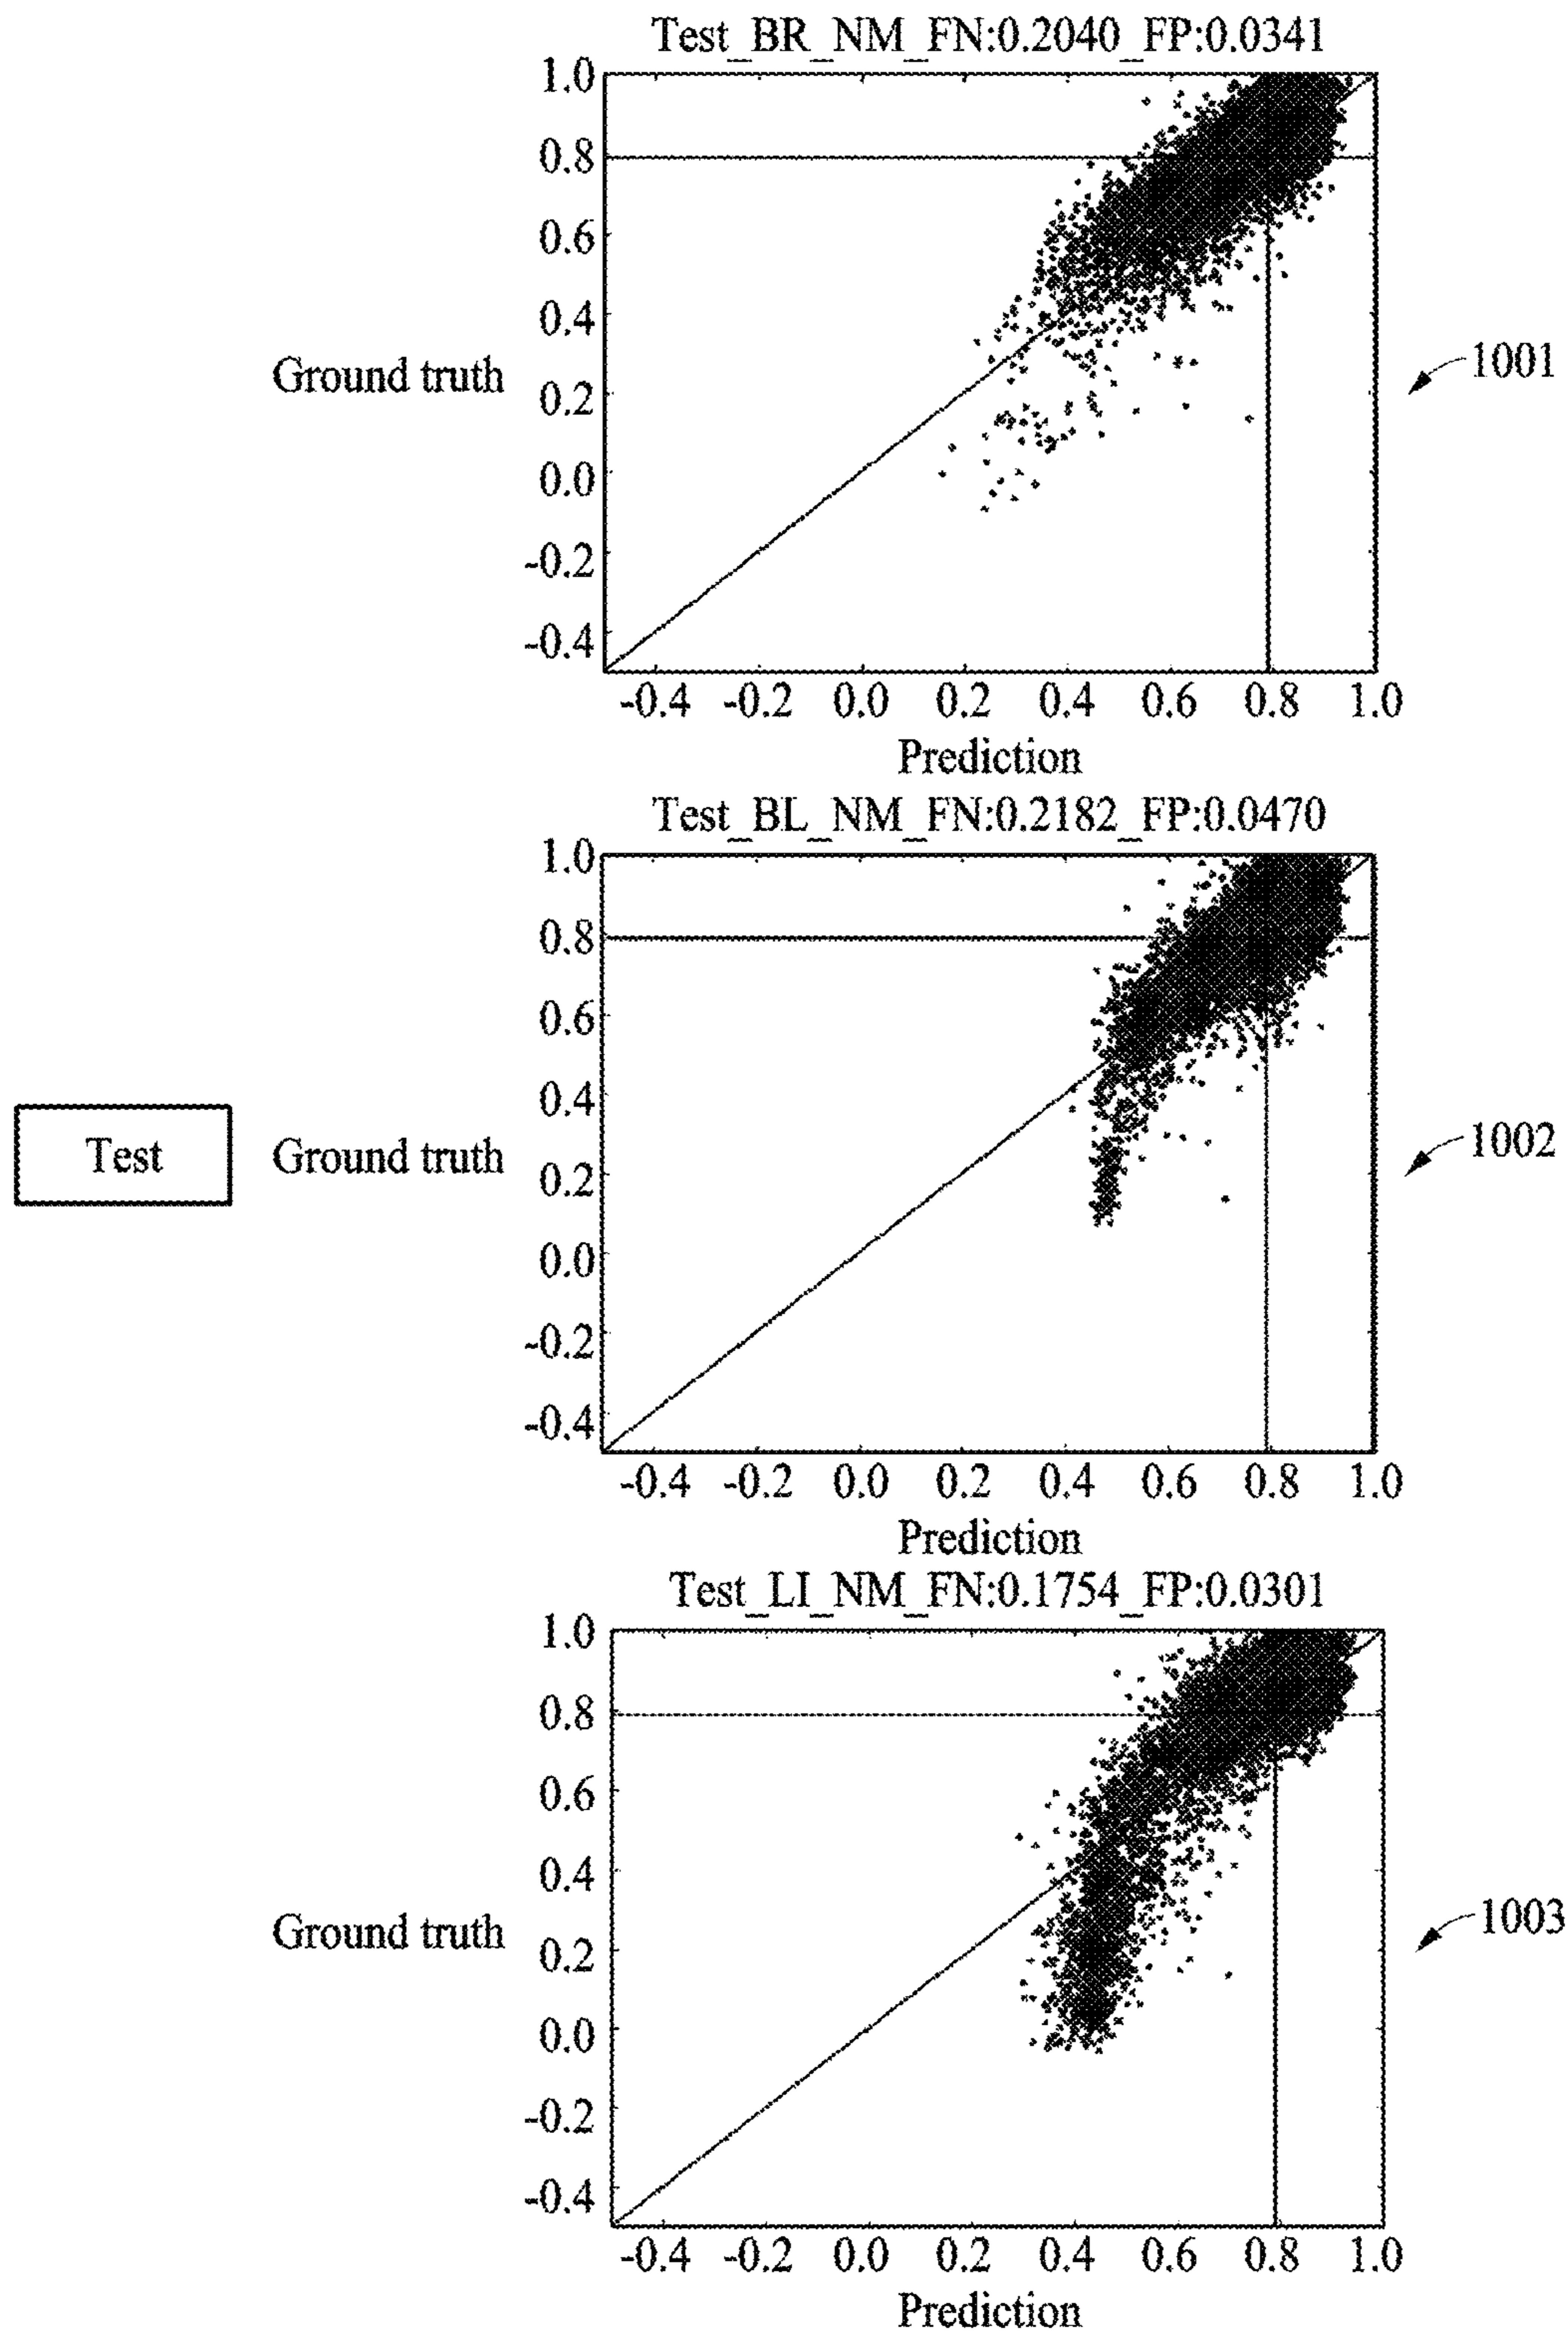 Test_BR_NM_FN:0.2040_FP:0.0341
1.0
0.8
0.6
0.4
0.2
0.0
-0.2
-0.4
Ground truth
-0.4 -0.2 0.0 0.2 0.4 0.6 0.8 1.0
Prediction
1001
Test_BL_NM_FN:0.2182_FP:0.0470
1.0
0.8
0.6
0.4
0.2
0.0
-0.2
-0.4
Test
Ground truth
-0.4 -0.2 0.0 0.2 0.4 0.6 0.8 1.0
Prediction
1002
Test_LI_NM_FN:0.1754_FP:0.0301
1.0
0.8
0.6
0.4
0.2
0.0
-0.2
-0.4
Ground truth
-0.4 -0.2 0.0 0.2 0.4 0.6 0.8 1.0
Prediction
1003